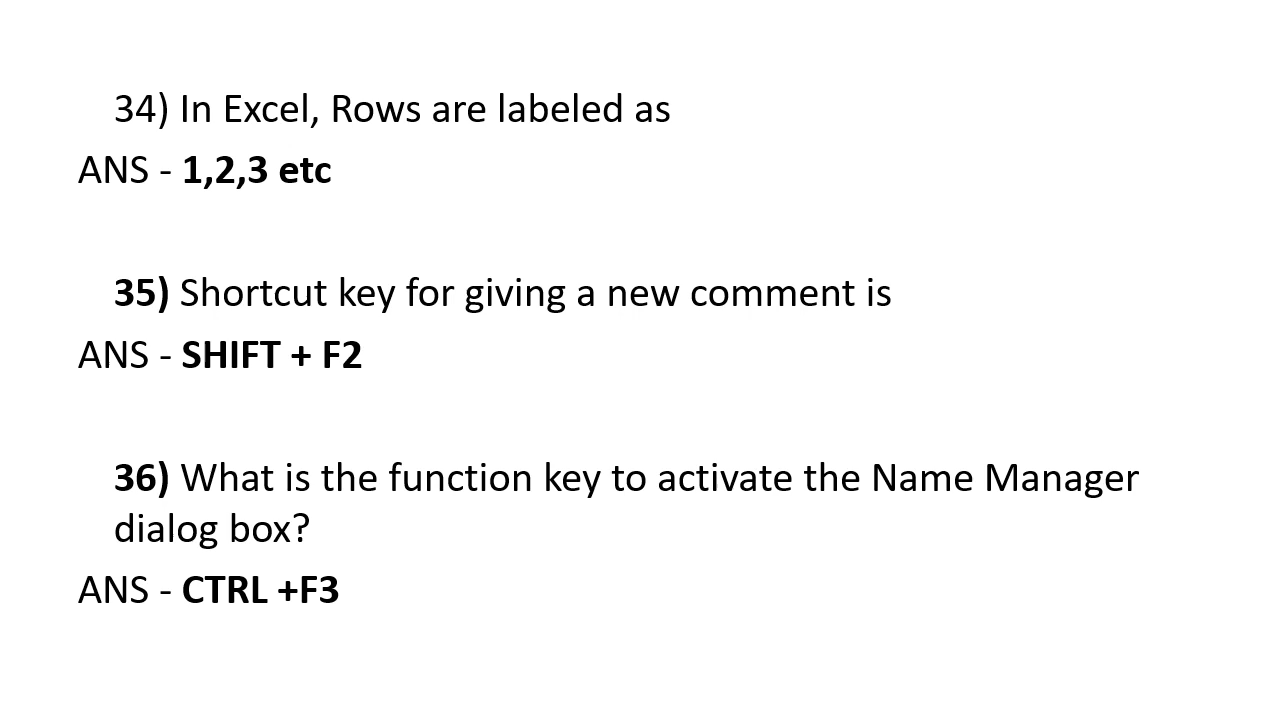 34) In Excel, Rows are labeled as
ANS - 1,2,3 etc
35) Shortcut key for giving a new comment is
ANS - SHIFT + F2
36) What is the function key to activate the Name Manager
dialog box?
ANS - CTRL +F3